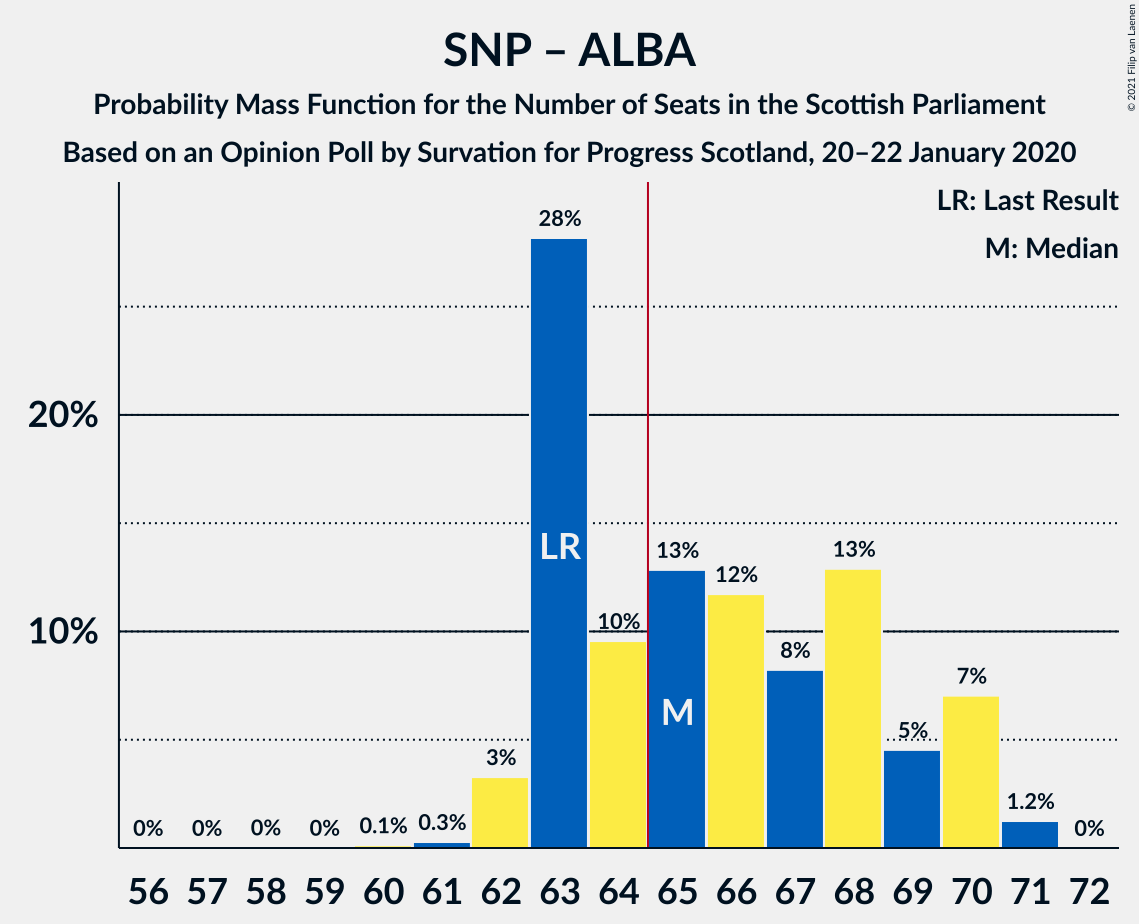 SNP – ALBA
Probability Mass Function for the Number of Seats in the Scottish Parliament
Based on an Opinion Poll by Survation for Progress Scotland, 20–22 January 2020
© 2021 Filip van Laenen
LR: Last Result
M: Median
20%
10%
0%
0%
0%
0%
0.1%
0.3%
3%
28%
10%
13%
12%
8%
13%
5%
7%
1.2%
0%
LR
M
56 57 58 59 60 61 62 63 64 65 66 67 68 69 70 71 72